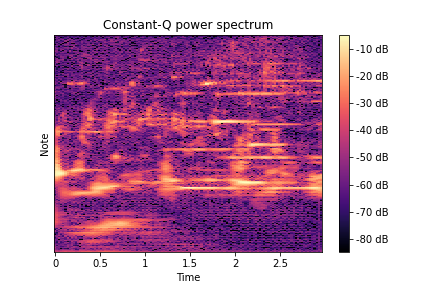 Constant-Q power spectrum
Note
-10 dB
-20 dB
-30 dB
-40 dB
-50 dB
-60 dB
-70 dB
-80 dB
0 0.5 1 1.5 2 2.5
Time